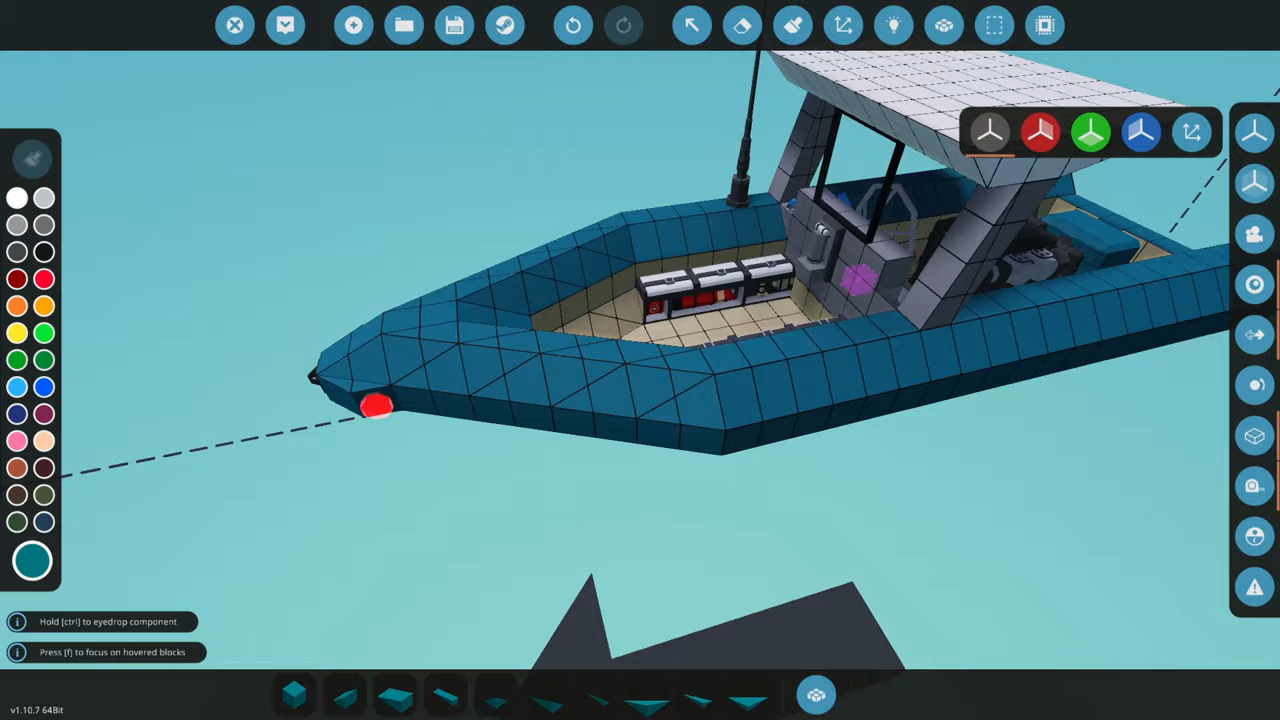 Hold [ctrl] to eyedrop component
Press [f] to focus on hovered blocks
v1.10.7 64Bit